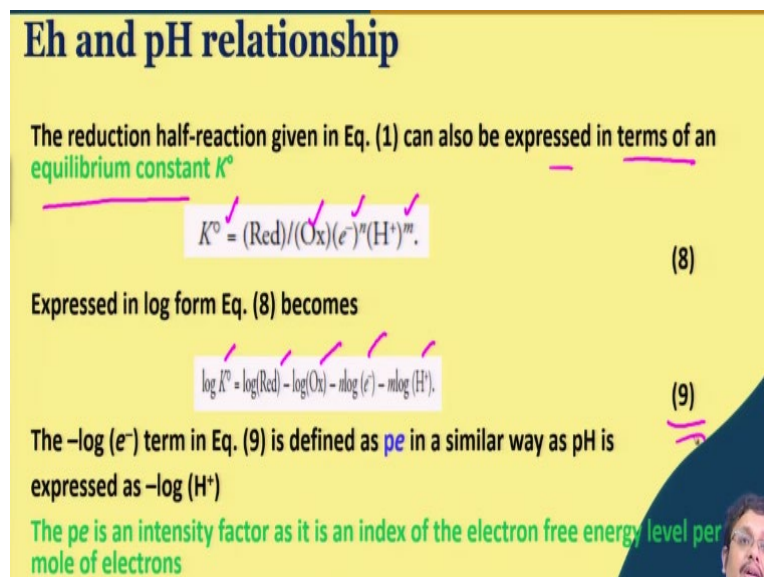 Eh and pH relationship
The reduction half-reaction given in Eq. (1) can also be expressed in terms of an
equilibrium constant K°
K° = (Red)/(Ox)(e⁻)ⁿ(H⁺)ᵐ.
(8)
Expressed in log form Eq. (8) becomes
log K° = log(Red) – log(Ox) – nlog (e⁻) – mlog (H⁺).
(9)
The –log (e⁻) term in Eq. (9) is defined as pe in a similar way as pH is
expressed as –log (H⁺)
The pe is an intensity factor as it is an index of the electron free energy level per
mole of electrons